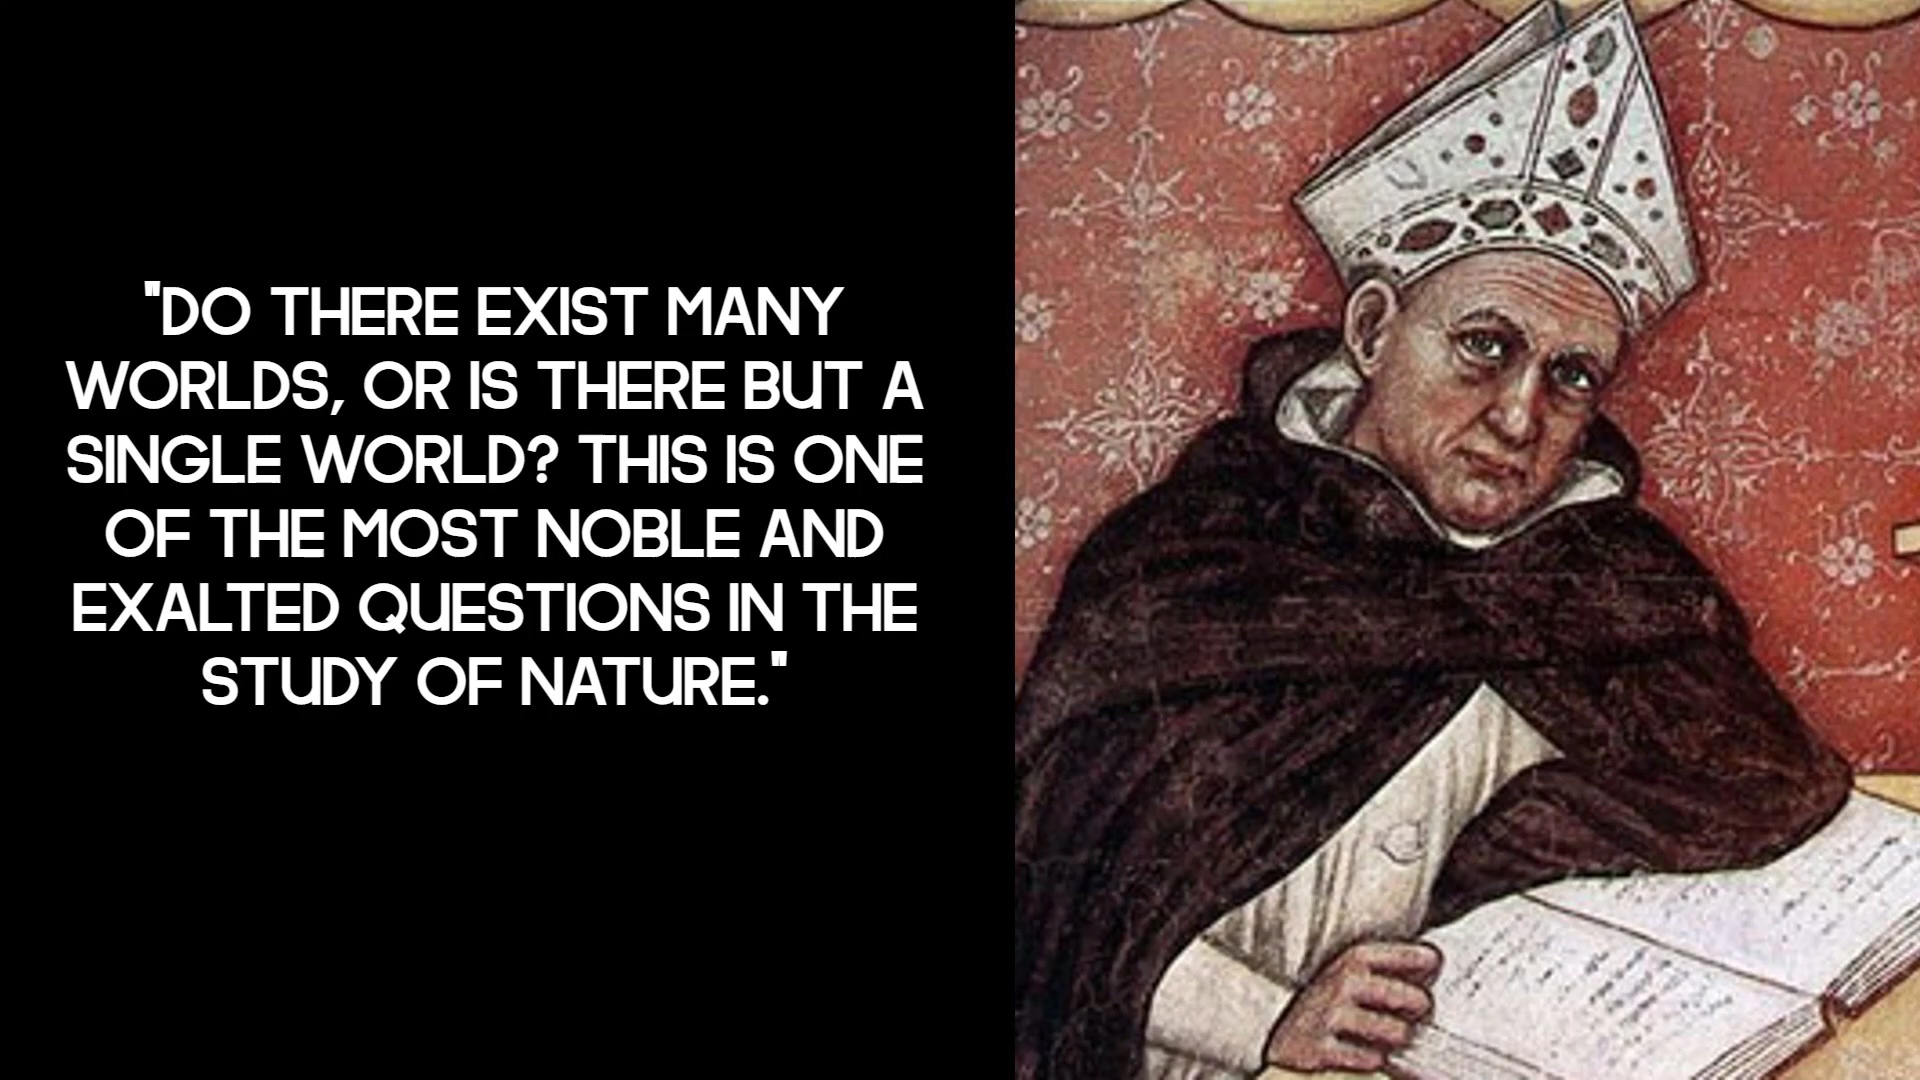 "DO THERE EXIST MANY
WORLDS, OR IS THERE BUT A
SINGLE WORLD? THIS IS ONE
OF THE MOST NOBLE AND
EXALTED QUESTIONS IN THE
STUDY OF NATURE."